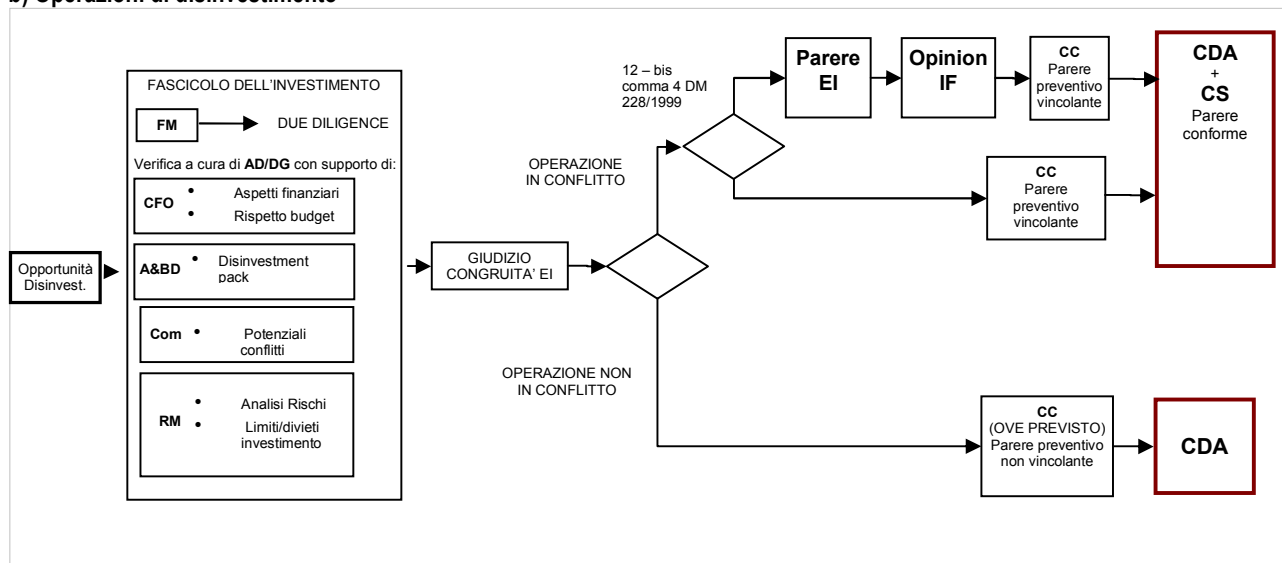 b) Operazioni di disinvestimento
Opportunità
Disinvest.
FASCICOLO DELL'INVESTIMENTO
FM
DUE DILIGENCE
Verifica a cura di AD/DG con supporto di:
CFO
• Aspetti finanziari
• Rispetto budget
A&BD
• Disinvestment
pack
Com
• Potenziali
conflitti
RM
• Analisi Rischi
• Limiti/divieti
investimento
GIUDIZIO
CONGRUITA' EI
OPERAZIONE
IN CONFLITTO
12 – bis
comma 4 DM
228/1999
Parere
EI
Opinion
IF
CC
Parere
preventivo
vincolante
CC
Parere
preventivo
vincolante
CDA
+
CS
Parere
conforme
OPERAZIONE NON
IN CONFLITTO
CC
(OVE PREVISTO)
Parere preventivo
non vincolante
CDA